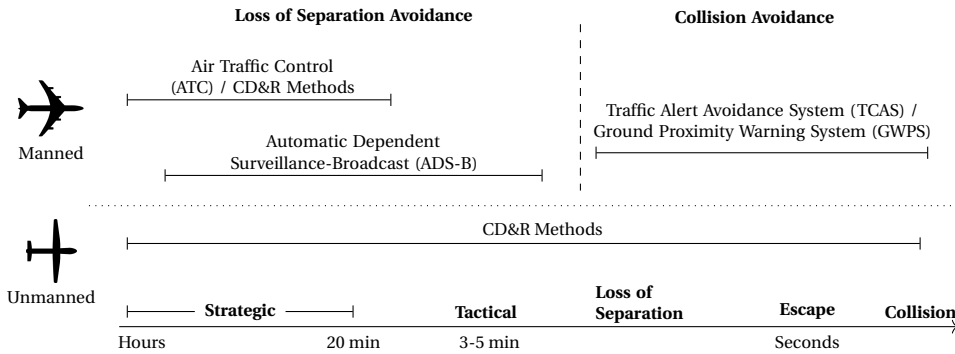 Loss of Separation Avoidance
Collision Avoidance
Air Traffic Control
(ATC) / CD&R Methods
Traffic Alert Avoidance System (TCAS) /
Ground Proximity Warning System (GWPS)
Manned
Automatic Dependent
Surveillance-Broadcast (ADS-B)
CD&R Methods
Unmanned
Strategic
Tactical
Loss of
Separation
Escape
Collision
Hours
20 min
3-5 min
Seconds